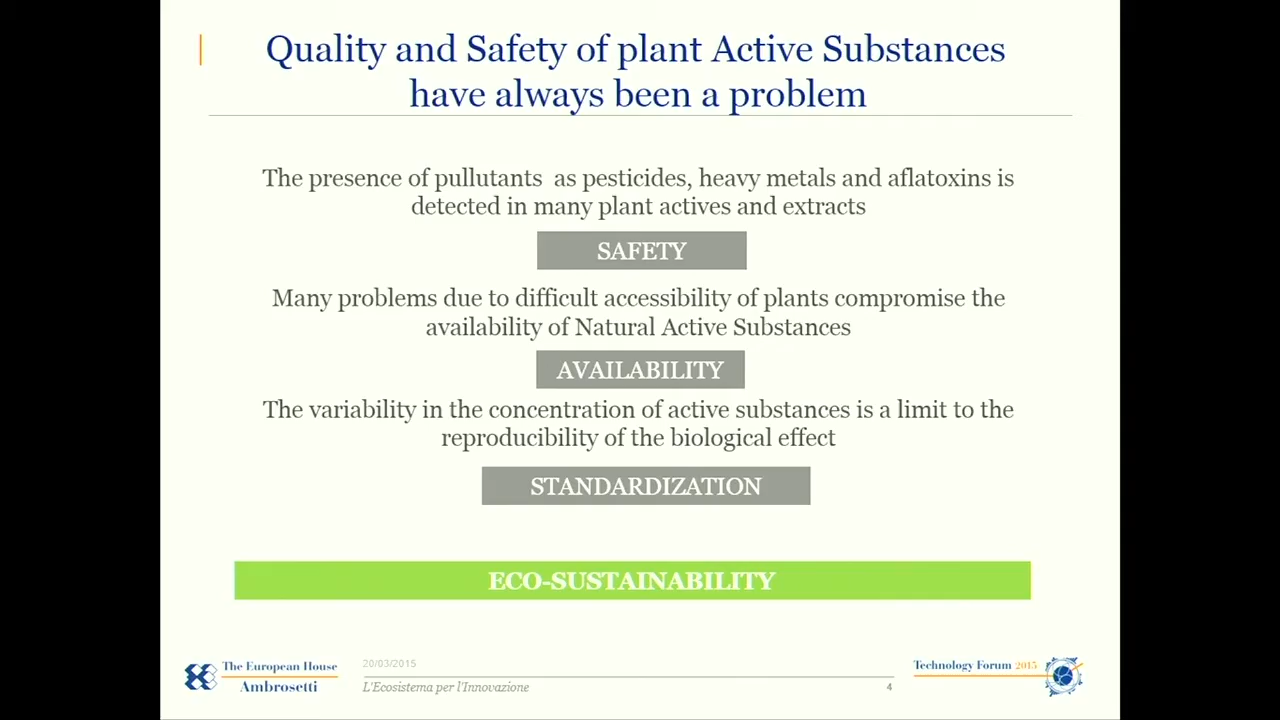 Quality and Safety of plant Active Substances
have always been a problem
The presence of pullutants as pesticides, heavy metals and aflatoxins is
detected in many plant actives and extracts
SAFETY
Many problems due to difficult accessibility of plants compromise the
availability of Natural Active Substances
AVAILABILITY
The variability in the concentration of active substances is a limit to the
reproducibility of the biological effect
STANDARDIZATION
ECO-SUSTAINABILITY
The European House
Ambrosetti
20/03/2015
L'Ecosistema per l'Innovazione
4
Technology Forum 2015